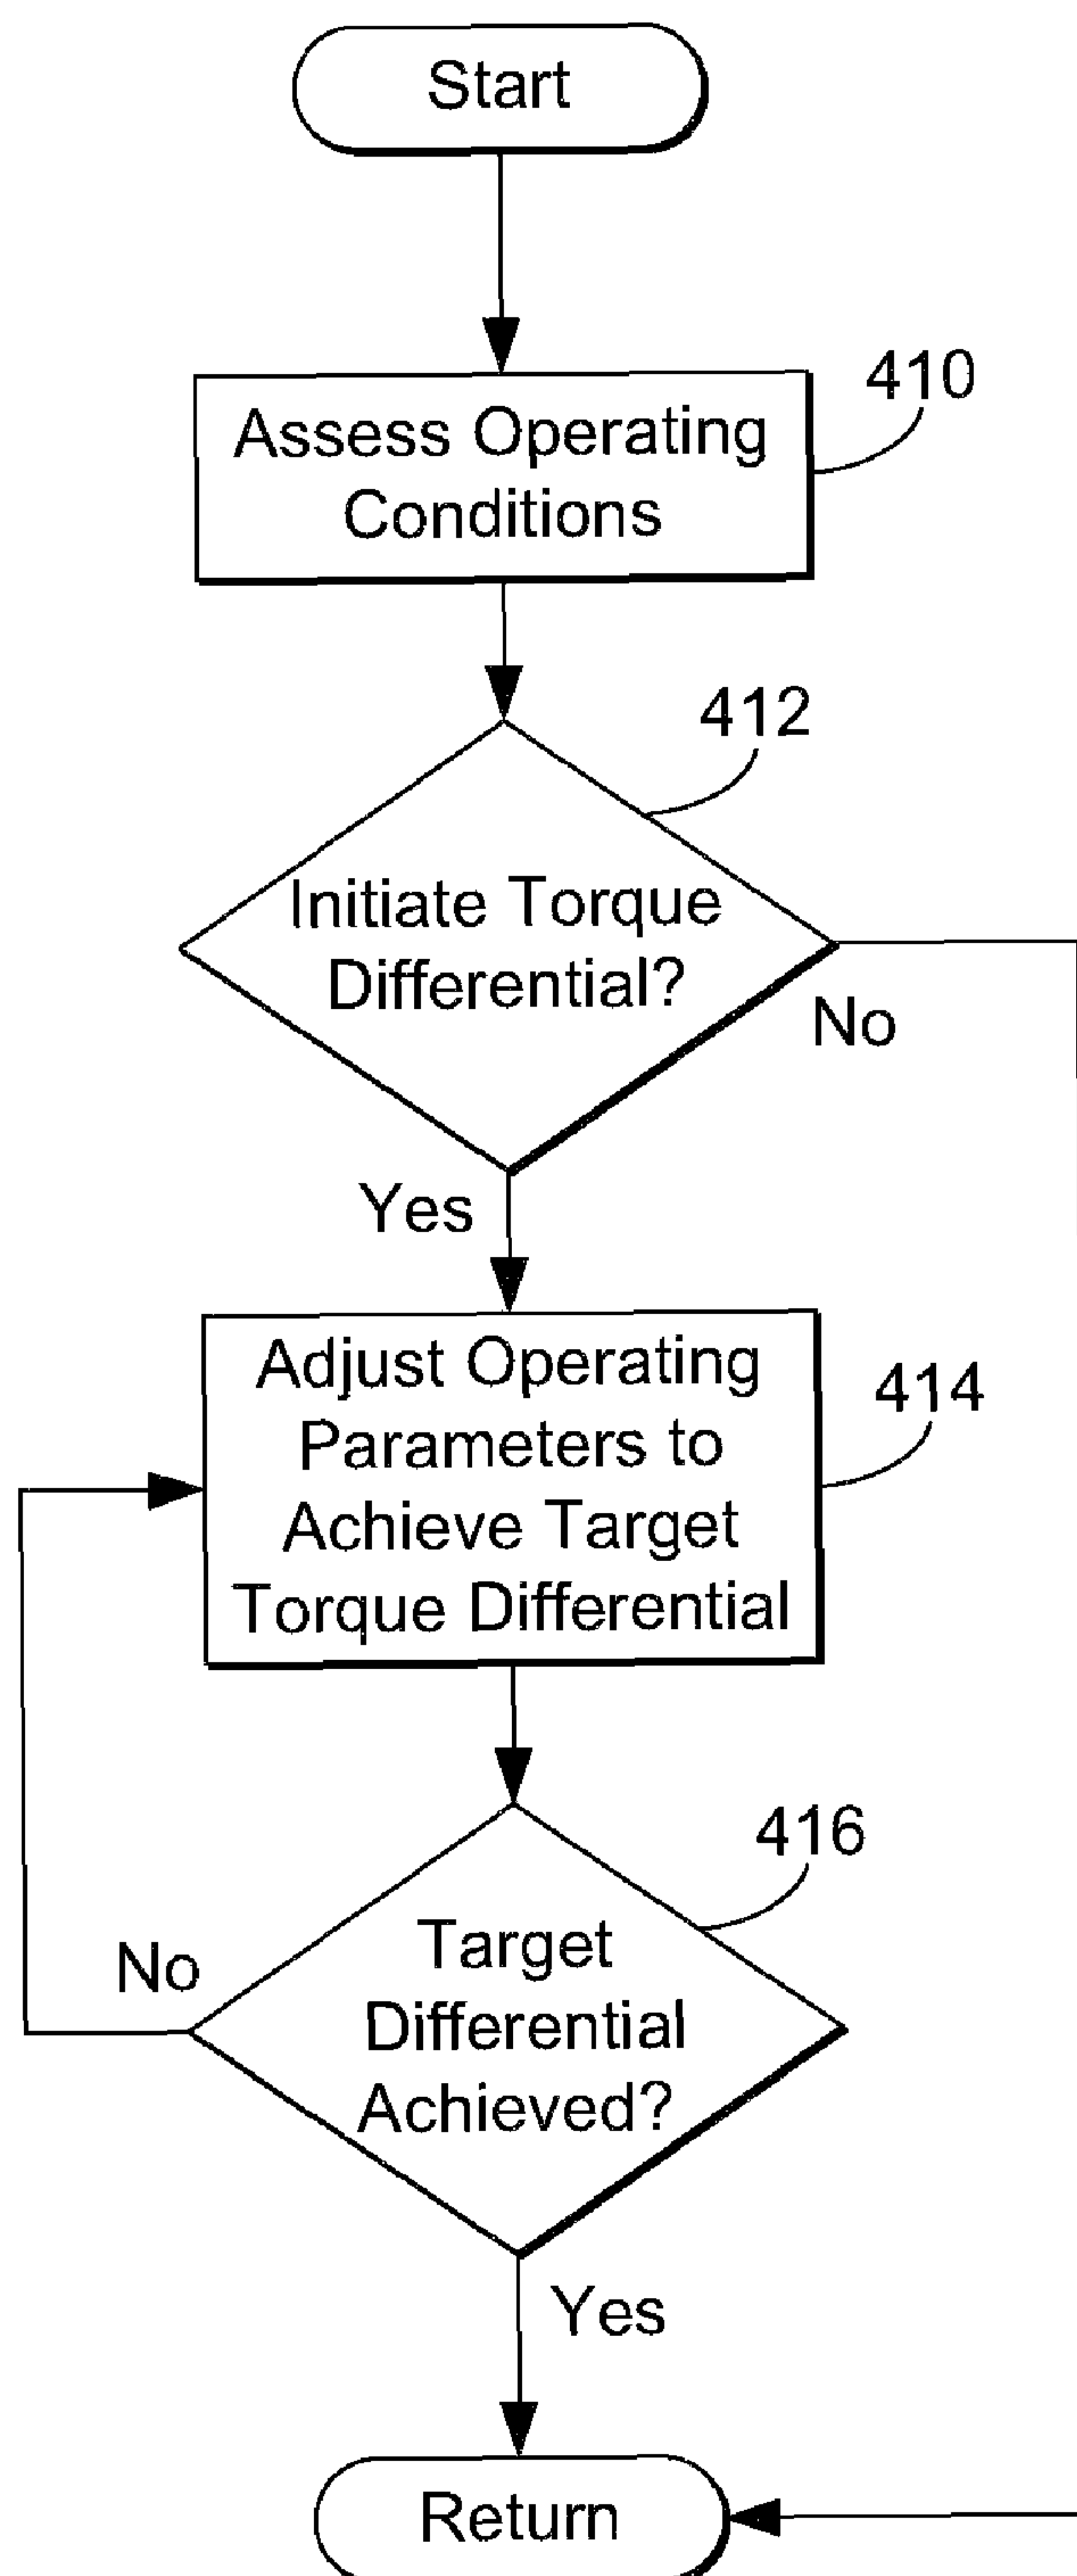 Start
410
Assess Operating
Conditions
412
Initiate Torque
Differential?
No
Yes
Adjust Operating
Parameters to
Achieve Target
Torque Differential
414
416
Target
Differential
Achieved?
No
Yes
Return